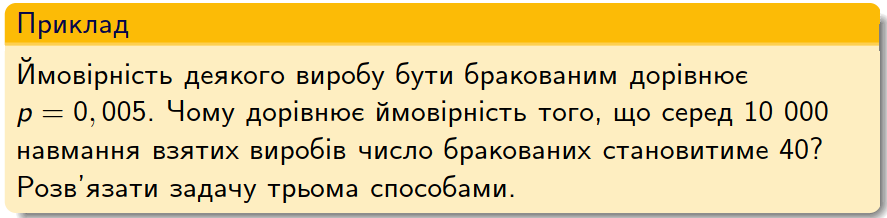 Приклад
Ймовірність деякого виробу бути бракованим дорівнює
p = 0, 005. Чому дорівнює ймовірність того, що серед 10 000
навмання взятих виробів число бракованих становитиме 40?
Розв'язати задачу трьома способами.